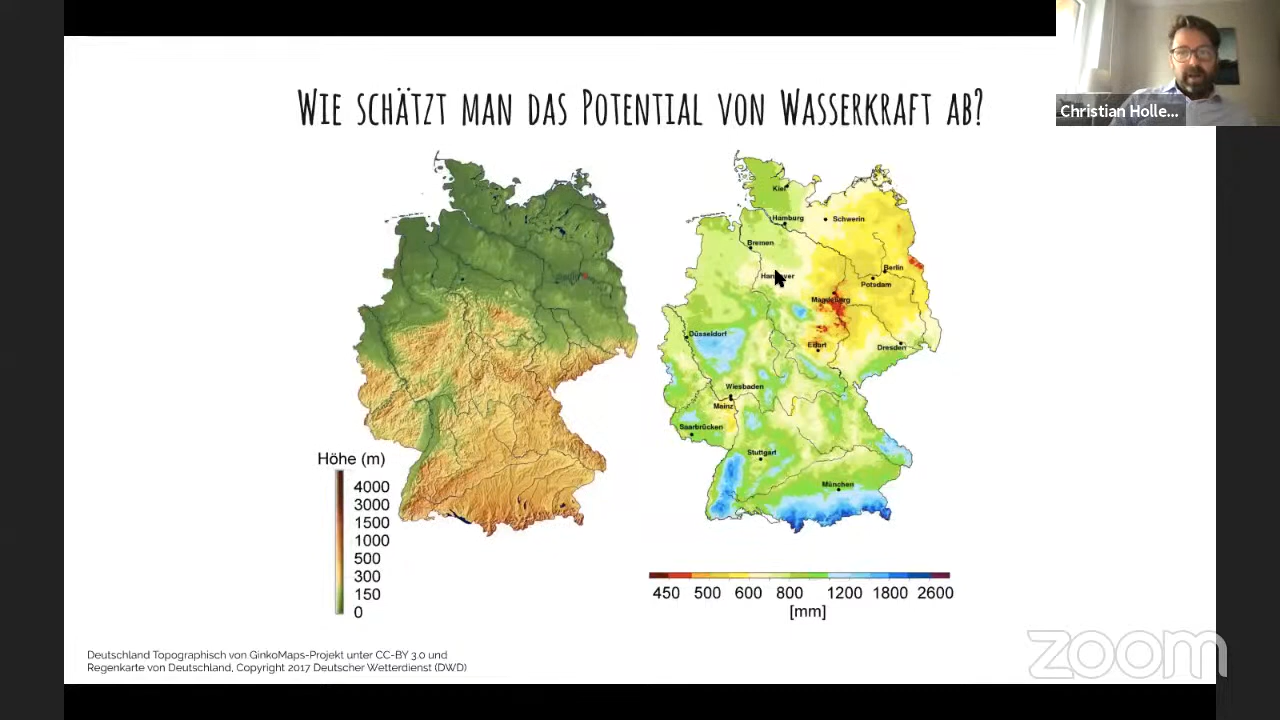 Christian Holle...
WIE SCHÄTZT MAN DAS POTENTIAL VON WASSERKRAFT AB?
Kiel
Hamburg
Schwerin
Bremen
Berlin
Hannover
Potsdam
Magdeburg
Düsseldorf
Erfurt
Dresden
Wiesbaden
Mainz
Saarbrücken
Stuttgart
München
Höhe (m)
4000
3000
1500
1000
500
300
150
0
450 500 600 800 1200 1800 2600
[mm]
Deutschland Topographisch von GinkoMaps-Projekt unter CC-BY 3.0 und
Regenkarte von Deutschland, Copyright 2017 Deutscher Wetterdienst (DWD)
zoom